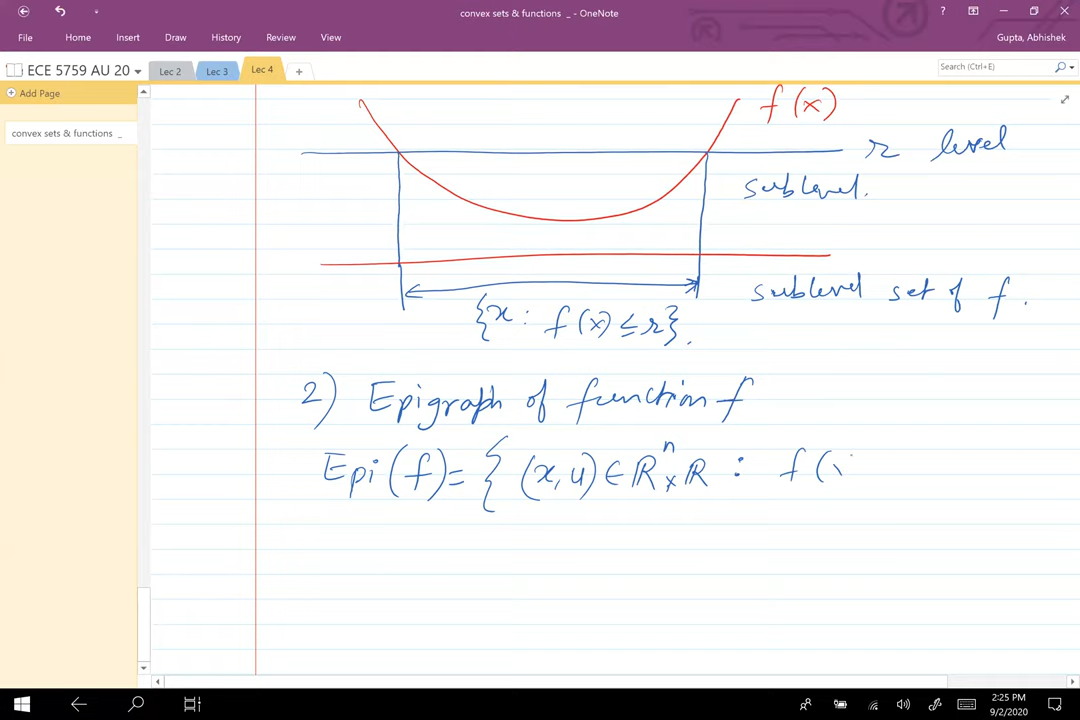 convex sets & functions _ - OneNote
File Home Insert Draw History Review View
Gupta, Abhishek
ECE 5759 AU 20
Lec 2 Lec 3 Lec 4
Search (Ctrl+E)
Add Page
convex sets & functions _
f(x)
r level
sublevel.
sublevel set of f.
{x : f(x) ≤ r}.
2) Epigraph of function f
Epi(f) = { (x, u) ∈ ℝⁿ × ℝ : f(
2:25 PM
9/2/2020